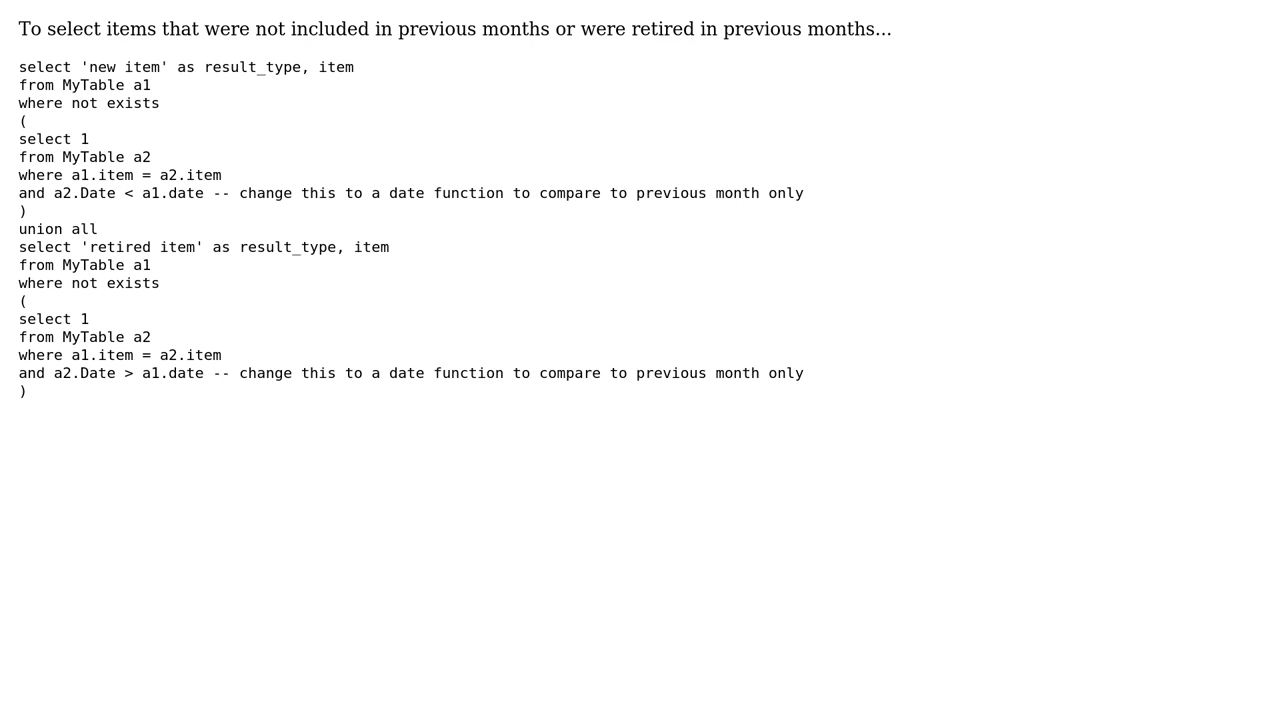 To select items that were not included in previous months or were retired in previous months...
select 'new item' as result_type, item
from MyTable a1
where not exists
(
select 1
from MyTable a2
where a1.item = a2.item
and a2.Date < a1.date -- change this to a date function to compare to previous month only
)
union all
select 'retired item' as result_type, item
from MyTable a1
where not exists
(
select 1
from MyTable a2
where a1.item = a2.item
and a2.Date > a1.date -- change this to a date function to compare to previous month only
)